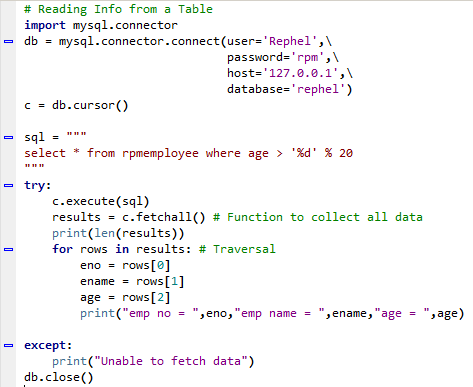 # Reading Info from a Table
import mysql.connector
db = mysql.connector.connect(user='Rephel',\
                             password='rpm',\
                             host='127.0.0.1',\
                             database='rephel')
c = db.cursor()

sql = """
select * from rpmemployee where age > '%d' % 20
"""
try:
    c.execute(sql)
    results = c.fetchall() # Function to collect all data
    print(len(results))
    for rows in results: # Traversal
        eno = rows[0]
        ename = rows[1]
        age = rows[2]
        print("emp no = ",eno,"emp name = ",ename,"age = ",age)

except:
    print("Unable to fetch data")
db.close()